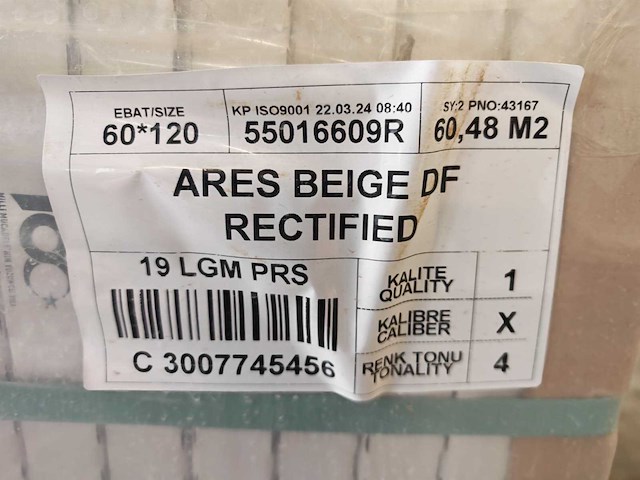 EBAT/SIZE
60*120
KP ISO9001 22.03.24 08:40
55016609R
SY:2 PNO:43167
60,48 M2
ARES BEIGE DF
RECTIFIED
19 LGM PRS
C 3007745456
KALITE
QUALITY
1
KALIBRE
CALIBER
X
RENK TONU
TONALITY
4